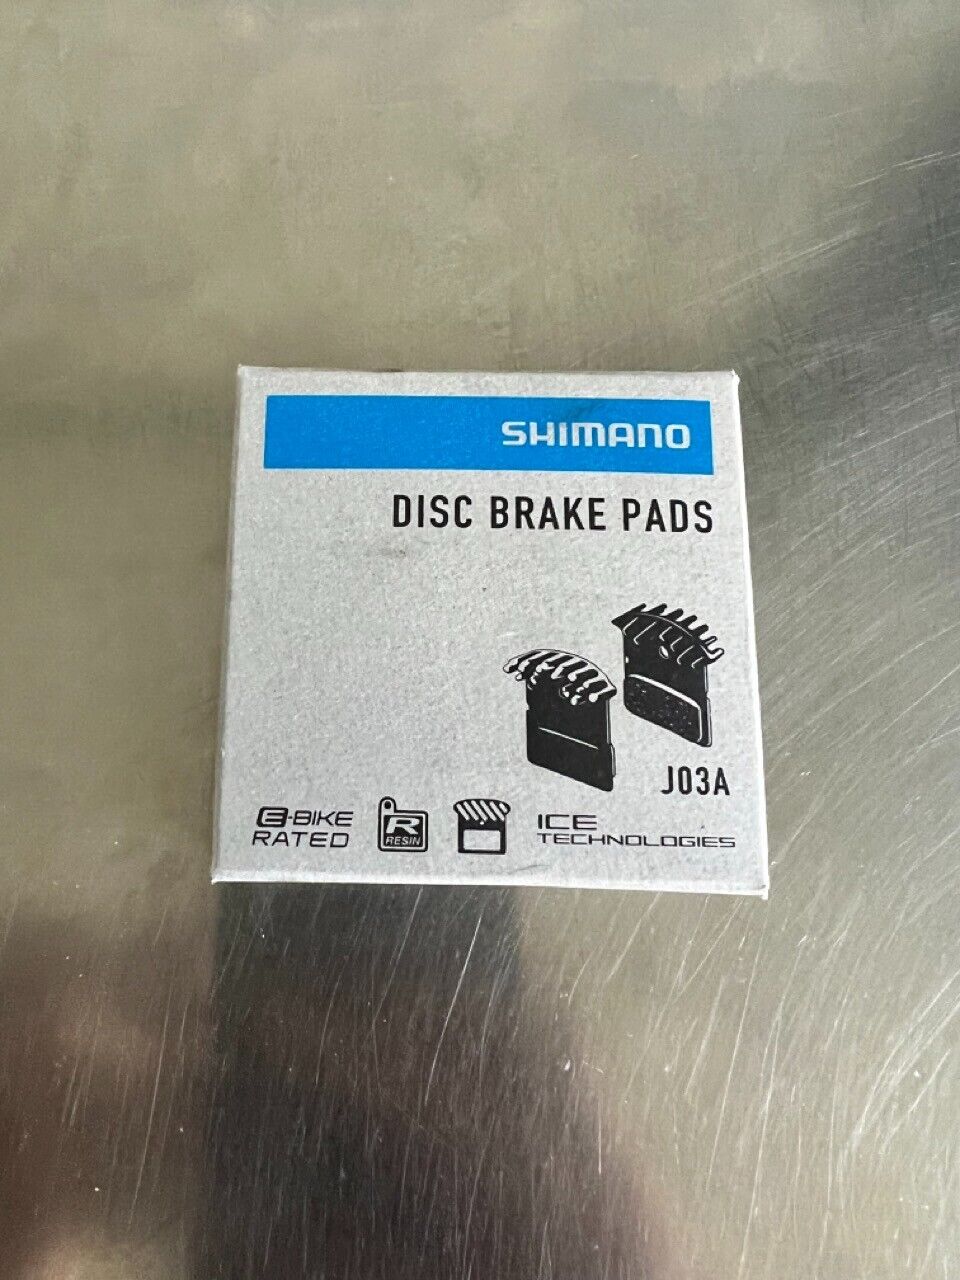 SHIMANO
DISC BRAKE PADS
J03A
E-BIKE
RATED
R
RESIN
ICE
TECHNOLOGIES